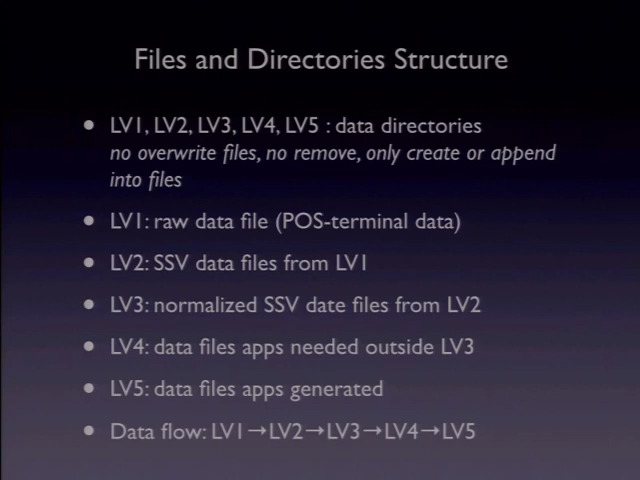 Files and Directories Structure
• LV1, LV2, LV3, LV4, LV5 : data directories
no overwrite files, no remove, only create or append
into files
• LV1: raw data file (POS-terminal data)
• LV2: SSV data files from LV1
• LV3: normalized SSV date files from LV2
• LV4: data files apps needed outside LV3
• LV5: data files apps generated
• Data flow: LV1→LV2→LV3→LV4→LV5